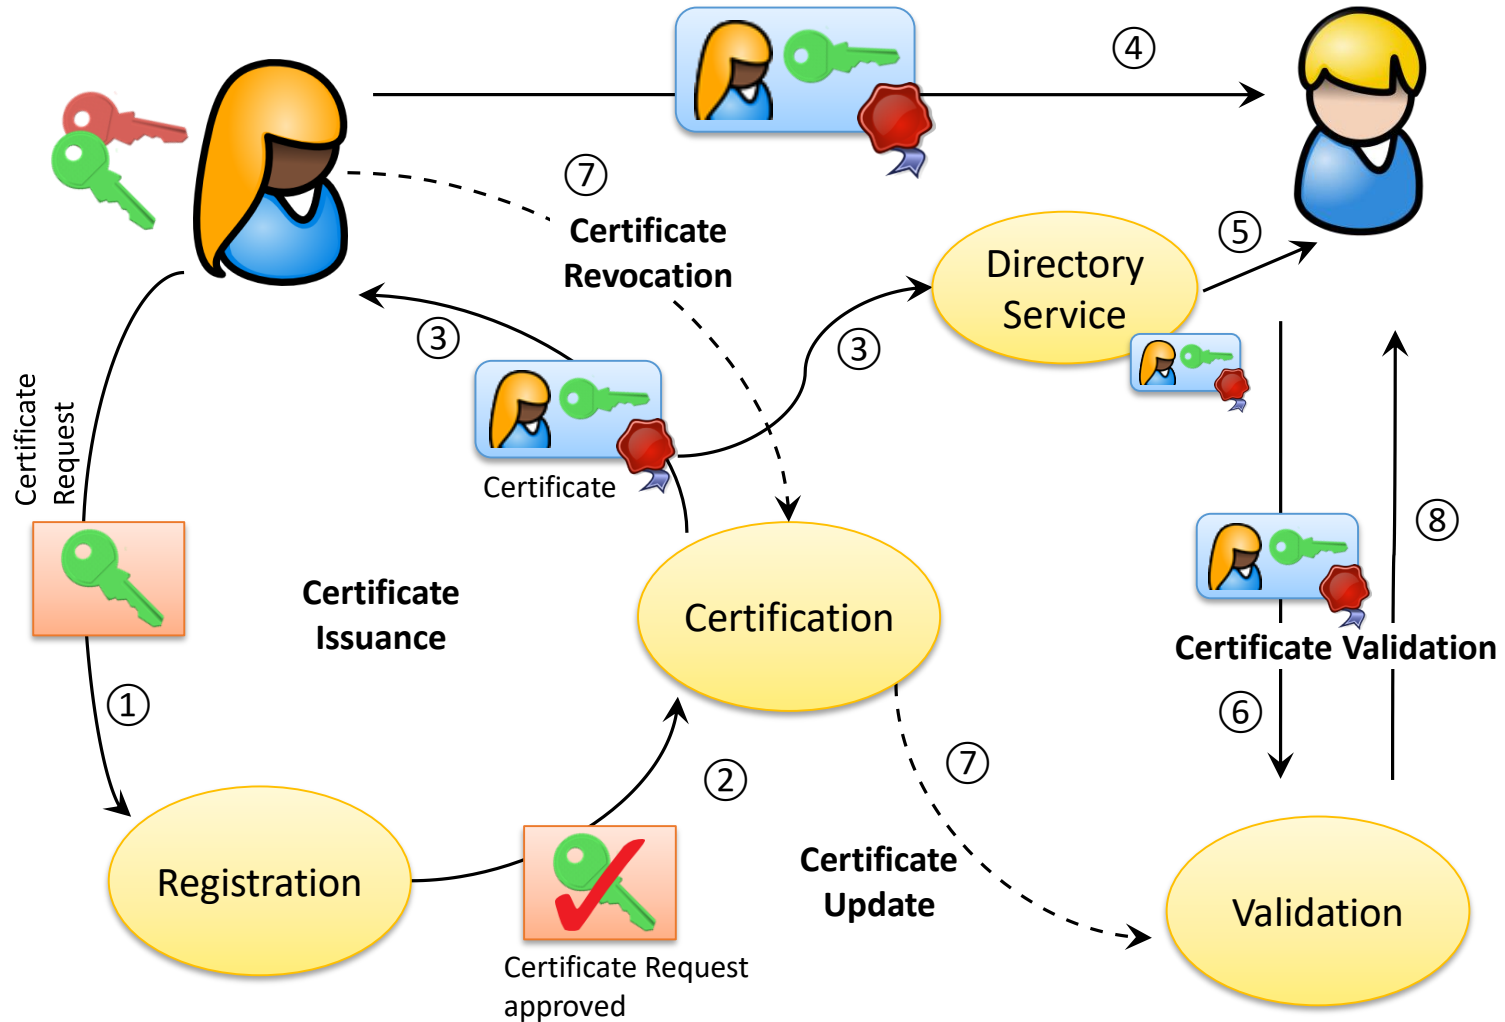 ④
⑦
Certificate
Revocation
⑤
Directory
Service
③
③
Certificate
Request
Certificate
⑧
Certificate
Issuance
Certification
Certificate Validation
①
⑥
②
⑦
Registration
Certificate
Update
Validation
Certificate Request
approved